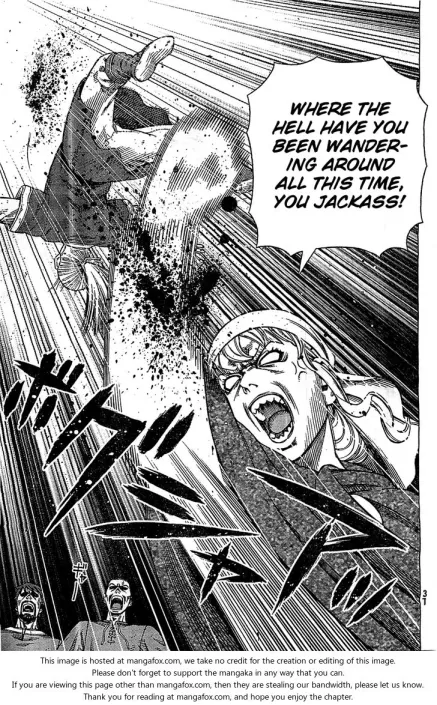 WHERE THE
HELL HAVE YOU
BEEN WANDER-
ING AROUND
ALL THIS TIME,
YOU JACKASS!
ボグシャア
31
This image is hosted at mangafox.com, we take no credit for the creation or editing of this image.
Please don't forget to support the mangaka in any way that you can.
If you are viewing this page other than mangafox.com, then they are stealing our bandwidth, please let us know.
Thank you for reading at mangafox.com, and hope you enjoy the chapter.